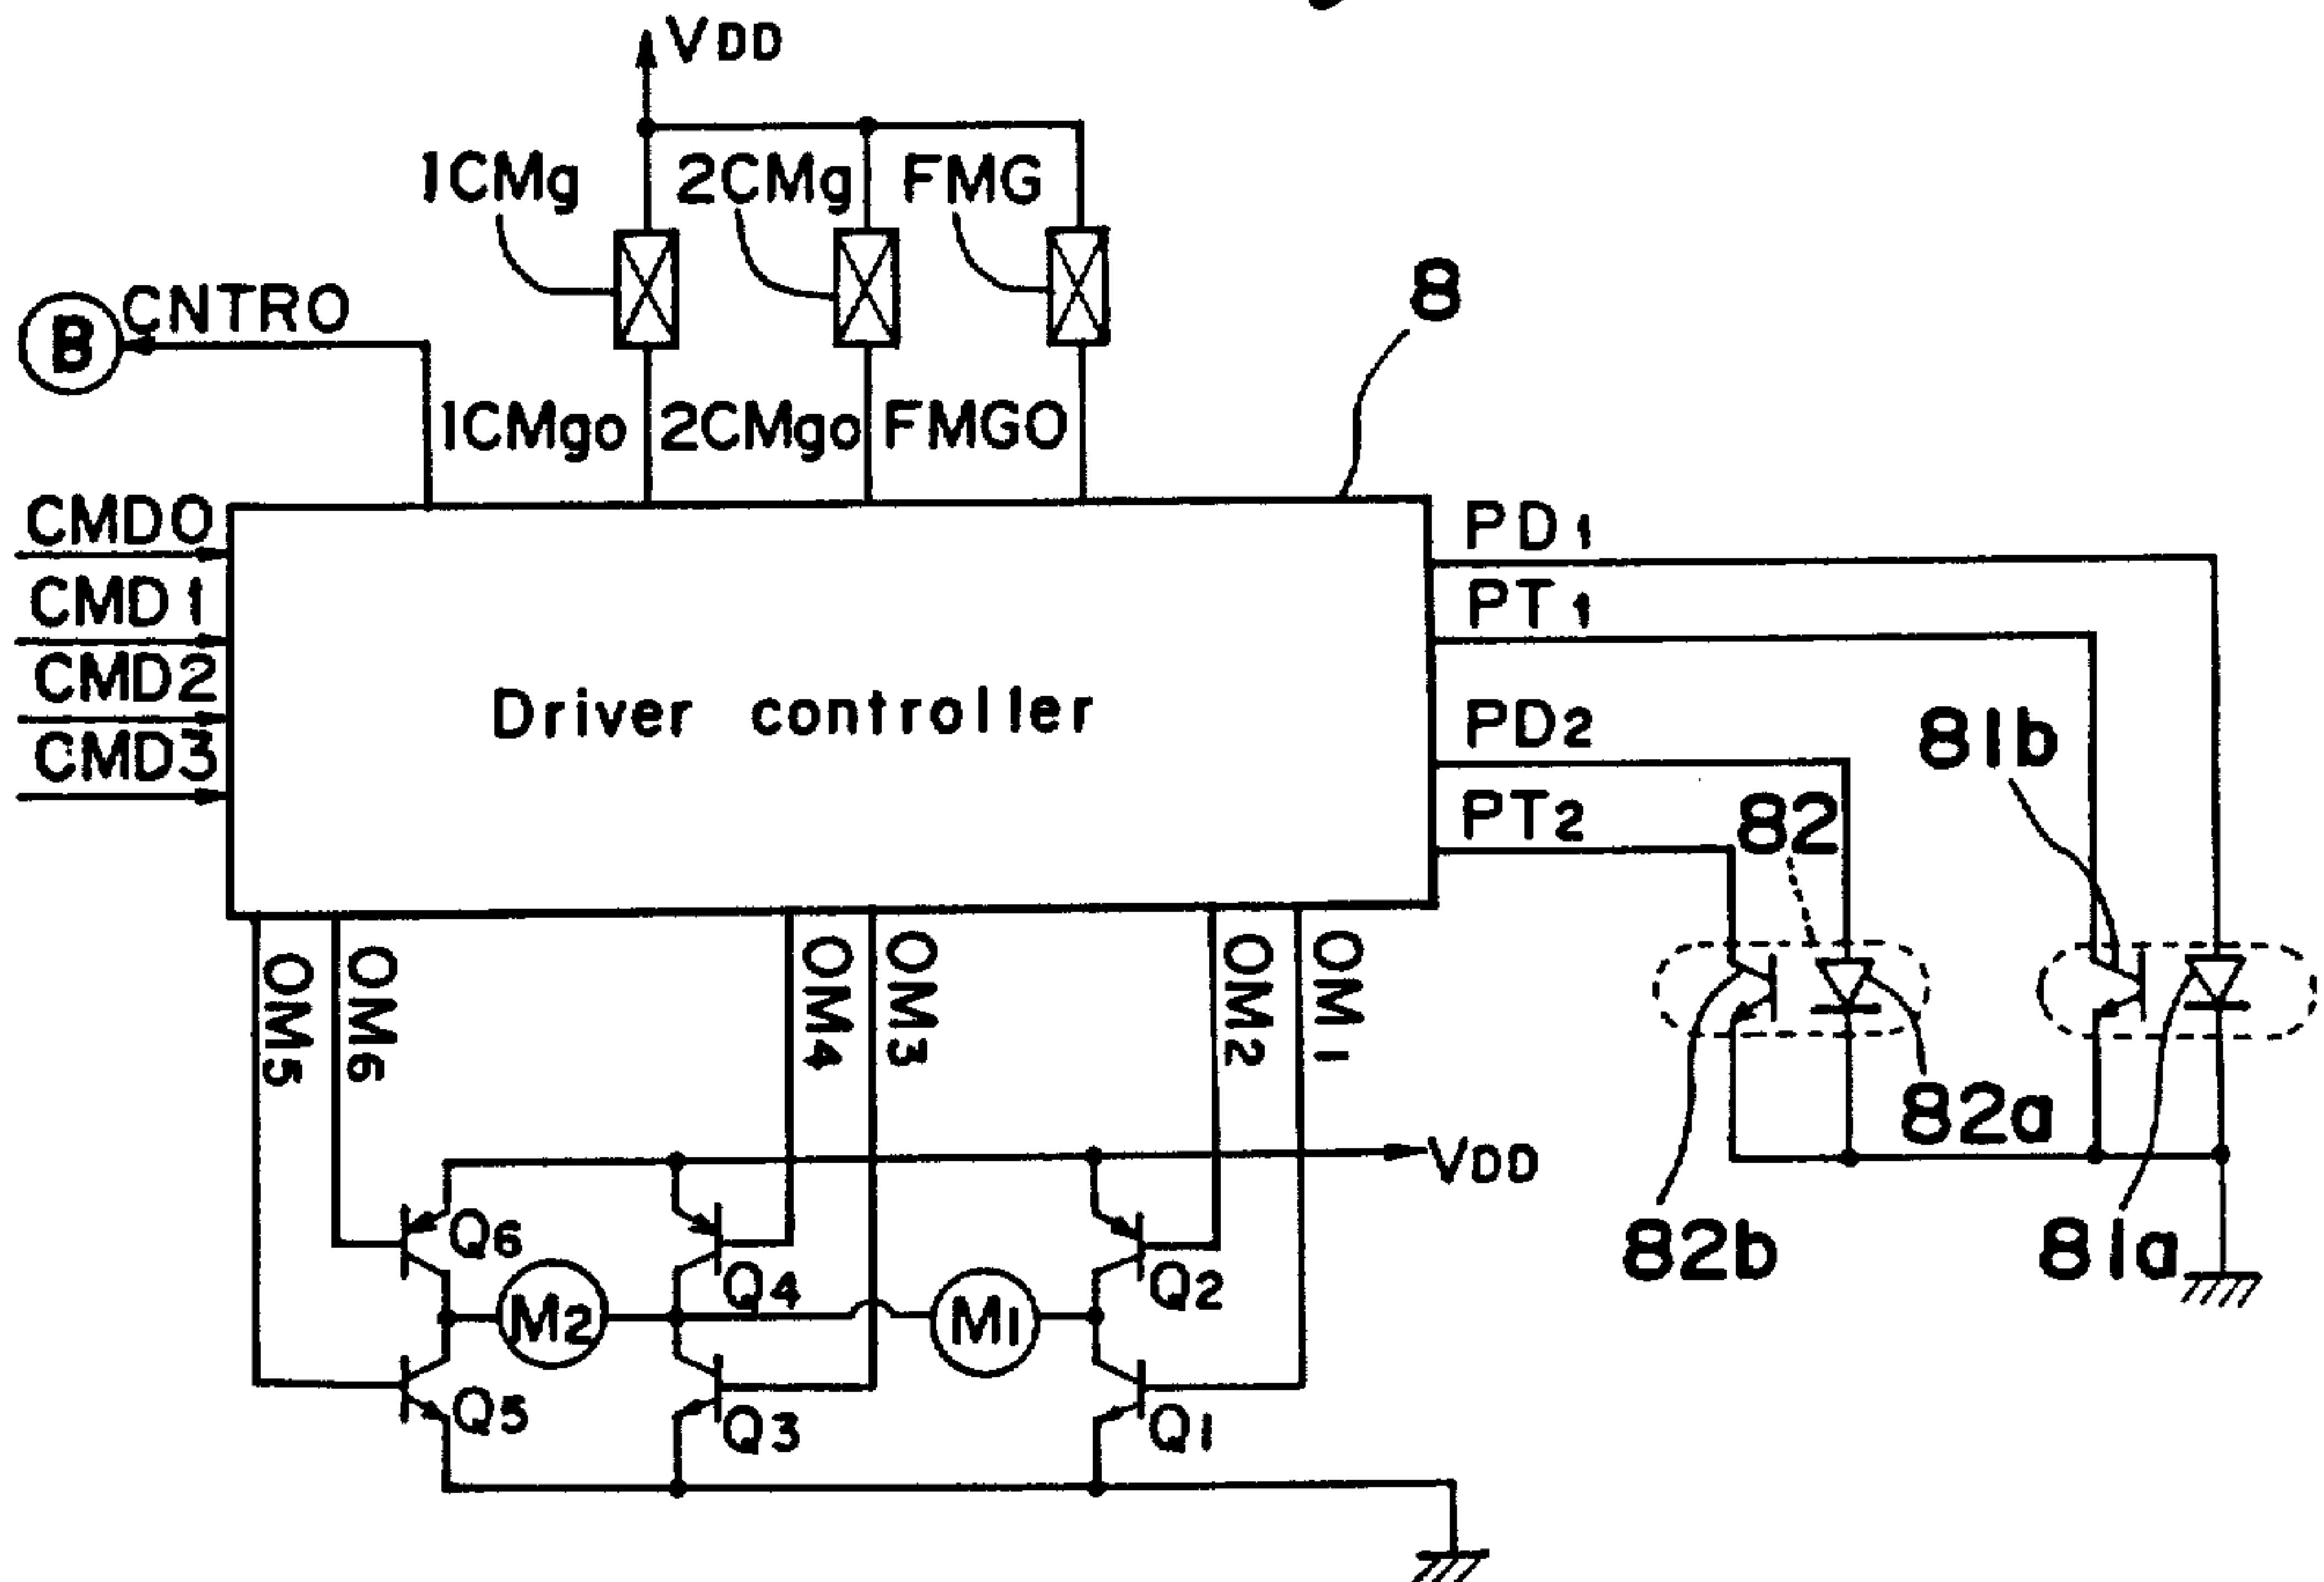 VDD
1CMg 2CMg FMG
8
B CNTRO
1CMgo 2CMgo FMGO
CMD0
CMD1
CMD2
CMD3
Driver controller
PD1
PT1
PD2
PT2
81b
82
OM5
OM6
OM4
OM3
OM2
OM1
82a
VDD
82b
81a
Q6
Q4
Q2
M2
M1
Q5
Q3
Q1